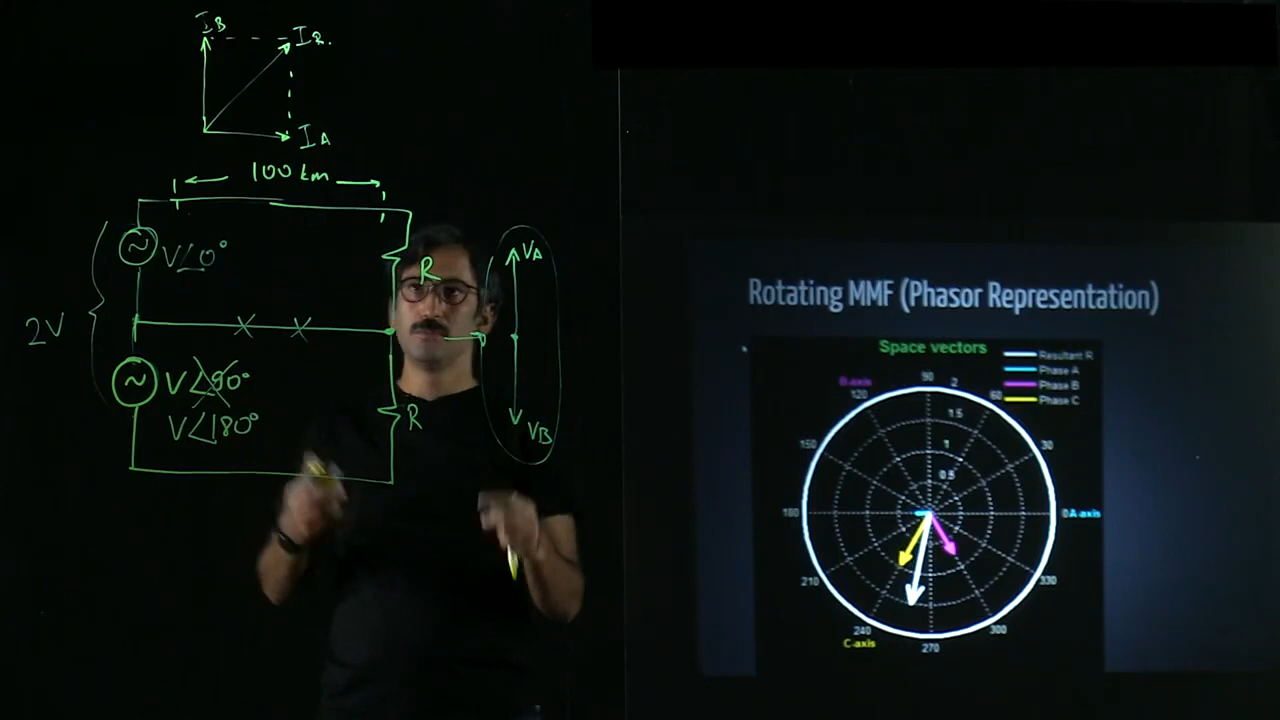 IB
IR.
IA
100 km
V∠0°
R
VA
2V
V∠90°
V∠180°
R
VB
Rotating MMF (Phasor Representation)
Space vectors
Resultant R
Phase A
Phase B
Phase C
B-axis
90
2
120
60
1.5
150
1
30
0.5
180
0
A-axis
210
330
240
300
C-axis
270